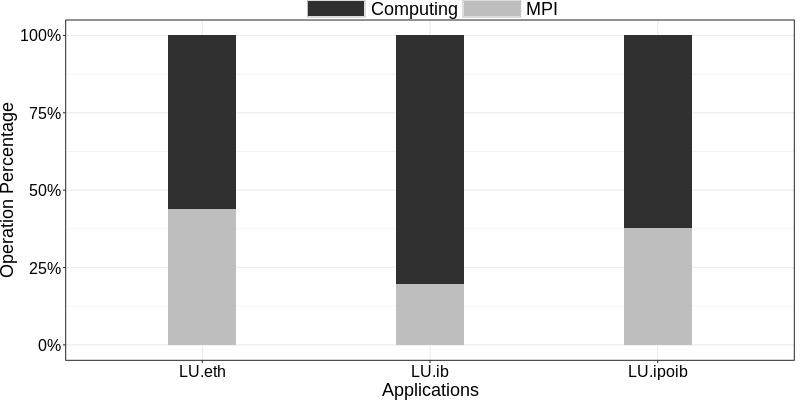 Computing MPI
100%
75%
50%
25%
0%
Operation Percentage
LU.eth LU.ib LU.ipoib
Applications